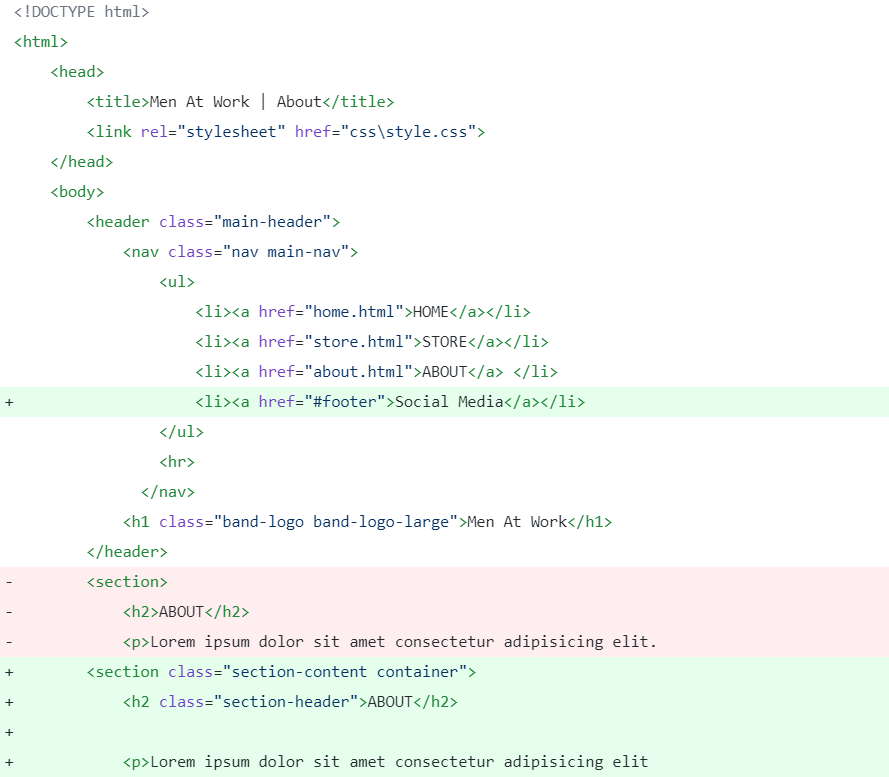 <!DOCTYPE html>
<html>
    <head>
        <title>Men At Work | About</title>
        <link rel="stylesheet" href="css\style.css">
    </head>
    <body>
        <header class="main-header">
            <nav class="nav main-nav">
                <ul>
                    <li><a href="home.html">HOME</a></li>
                    <li><a href="store.html">STORE</a></li>
                    <li><a href="about.html">ABOUT</a> </li>
+                    <li><a href="#footer">Social Media</a></li>
                </ul>
                <hr>
              </nav>
            <h1 class="band-logo band-logo-large">Men At Work</h1>
        </header>
-        <section>
-            <h2>ABOUT</h2>
-            <p>Lorem ipsum dolor sit amet consectetur adipisicing elit.
+        <section class="section-content container">
+            <h2 class="section-header">ABOUT</h2>
+
+            <p>Lorem ipsum dolor sit amet consectetur adipisicing elit